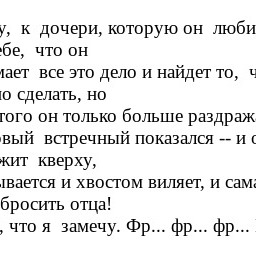 у, к дочери, которую он люби
ебе, что он
мает все это дело и найдет то,
о сделать, но
того он только больше раздраж
овый встречный показался -- и о
жит кверху,
ывается и хвостом виляет, и сама
бросить отца!
, что я замечу. Фр... фр... фр...